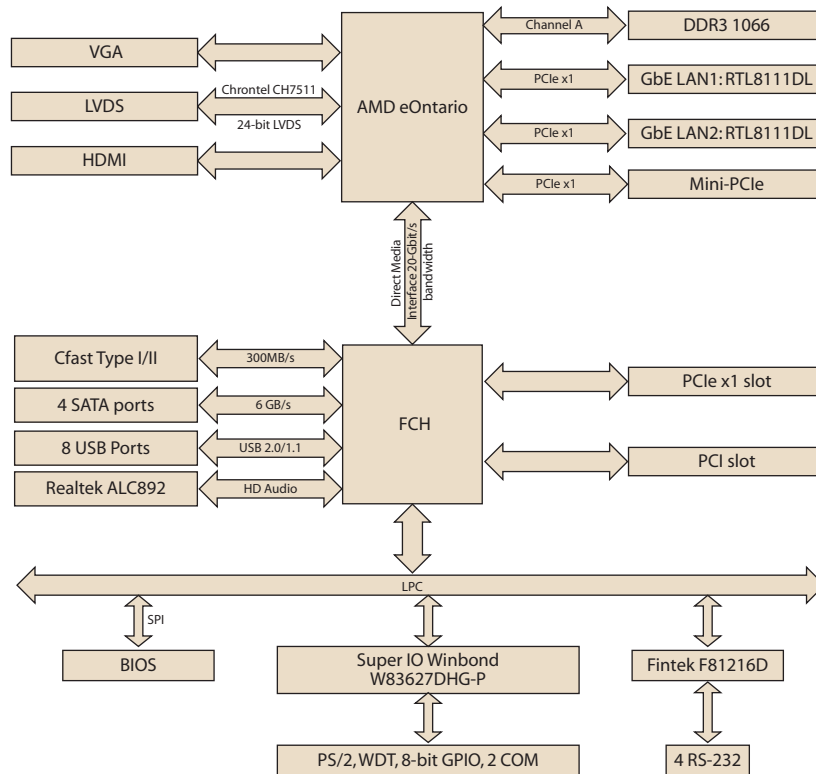 VGA
Chrontel CH7511
LVDS
24-bit LVDS
HDMI
AMD eOntario
Channel A
DDR3 1066
PCIe x1
GbE LAN1: RTL8111DL
PCIe x1
GbE LAN2: RTL8111DL
PCIe x1
Mini-PCIe
Direct Media
Interface 20-Gbit/s
bandwidth
Cfast Type I/II
300MB/s
4 SATA ports
6 GB/s
8 USB Ports
USB 2.0/1.1
Realtek ALC892
HD Audio
FCH
PCIe x1 slot
PCI slot
LPC
SPI
BIOS
Super IO Winbond
W83627DHG-P
Fintek F81216D
PS/2, WDT, 8-bit GPIO, 2 COM
4 RS-232